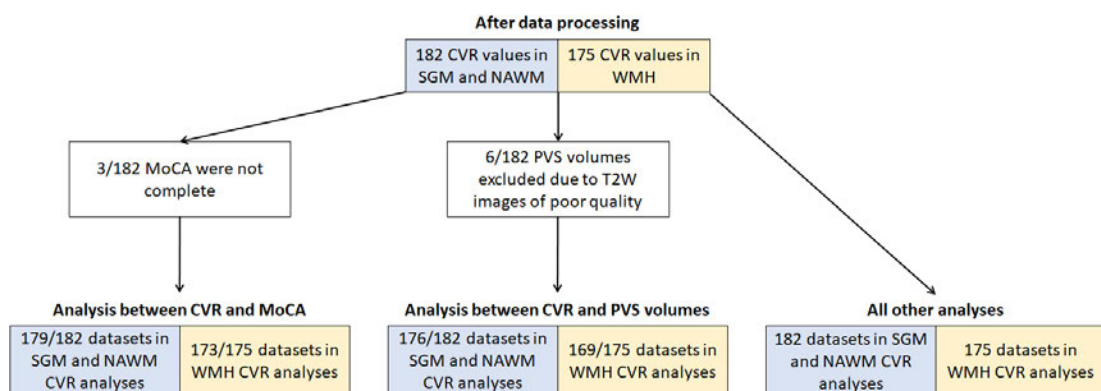 After data processing
182 CVR values in
SGM and NAWM
175 CVR values in
WMH
3/182 MoCA were not
complete
6/182 PVS volumes
excluded due to T2W
images of poor quality
Analysis between CVR and MoCA
179/182 datasets in
SGM and NAWM
CVR analyses
173/175 datasets in
WMH CVR analyses
Analysis between CVR and PVS volumes
176/182 datasets in
SGM and NAWM
CVR analyses
169/175 datasets in
WMH CVR analyses
All other analyses
182 datasets in SGM
and NAWM CVR
analyses
175 datasets in
WMH CVR analyses